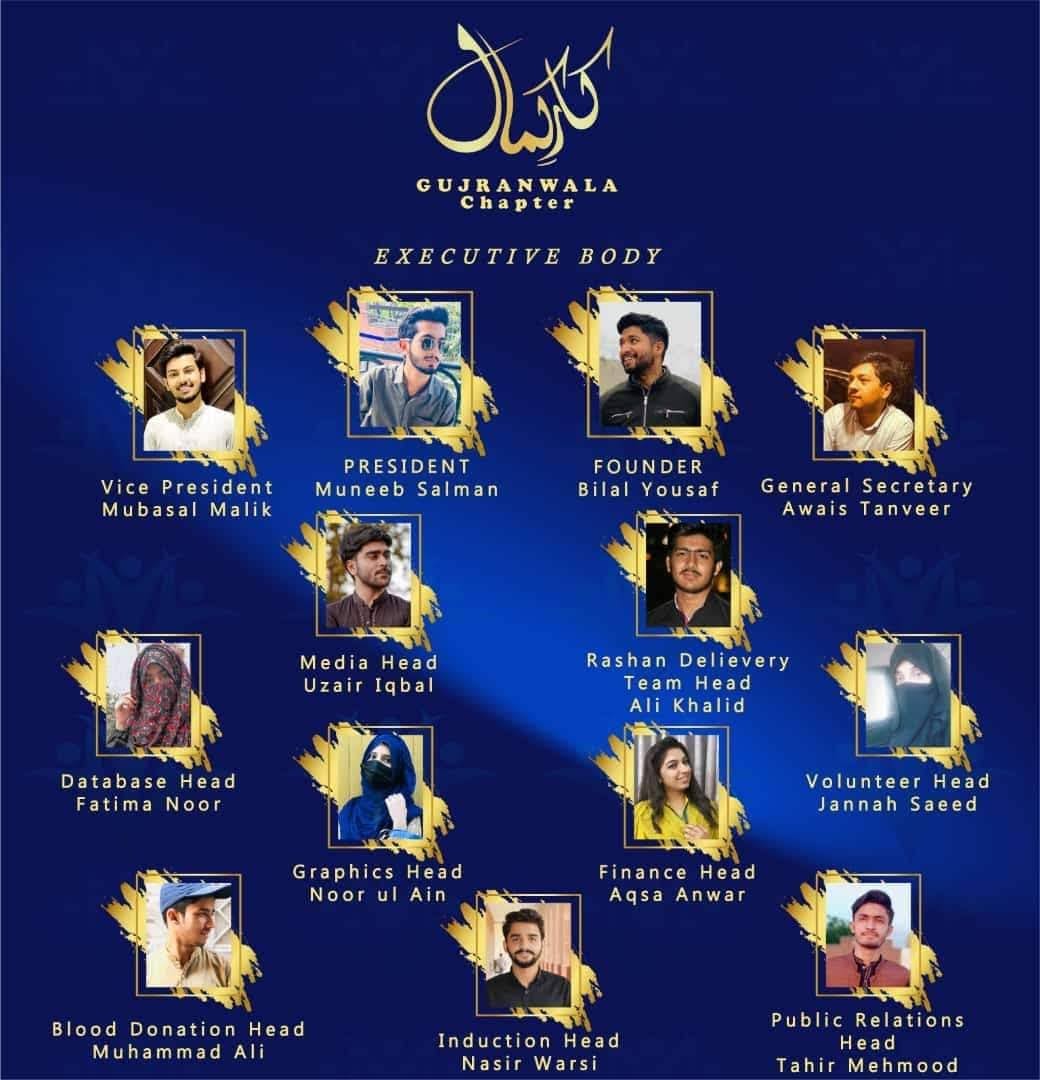 کارِکمال
GUJRANWALA
Chapter
EXECUTIVE BODY
Vice President
Mubasal Malik
PRESIDENT
Muneeb Salman
FOUNDER
Bilal Yousaf
General Secretary
Awais Tanveer
Media Head
Uzair Iqbal
Rashan Delievery
Team Head
Ali Khalid
Database Head
Fatima Noor
Graphics Head
Noor ul Ain
Finance Head
Aqsa Anwar
Volunteer Head
Jannah Saeed
Blood Donation Head
Muhammad Ali
Induction Head
Nasir Warsi
Public Relations
Head
Tahir Mehmood